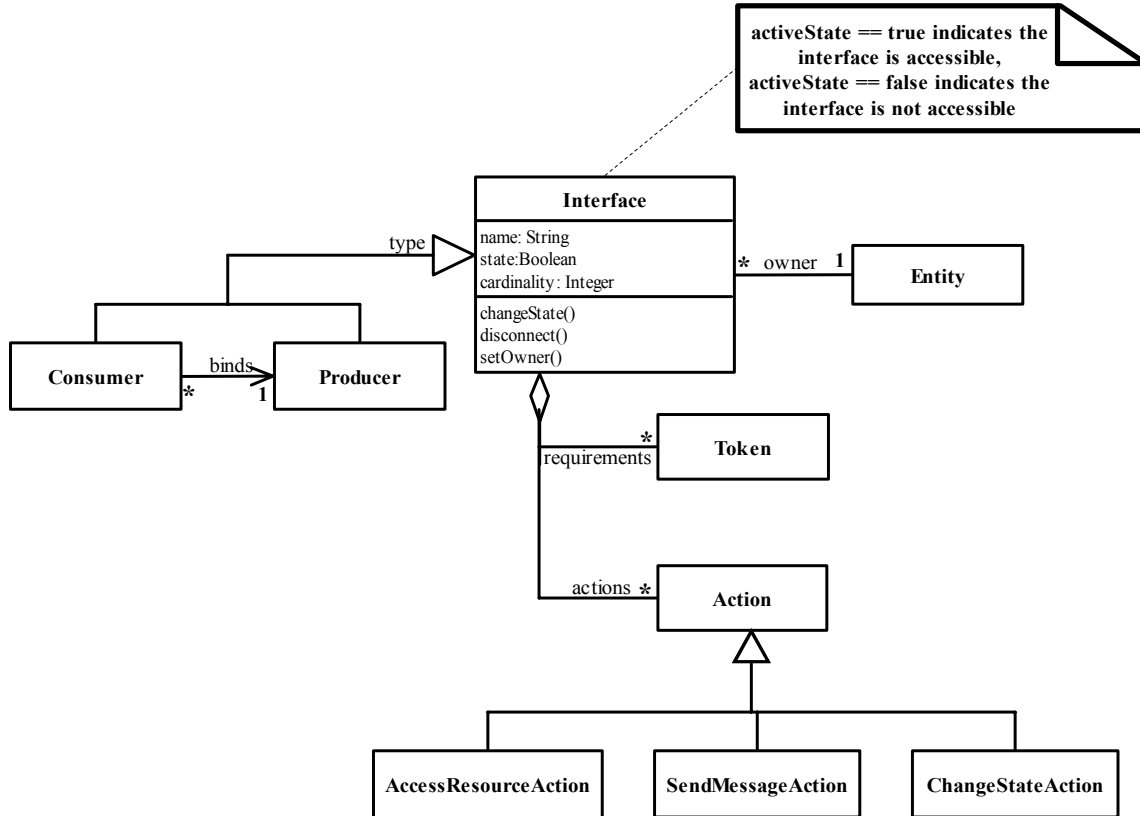 activeState == true indicates the
interface is accessible,
activeState == false indicates the
interface is not accessible
Interface
name: String
state:Boolean
cardinality: Integer
changeState()
disconnect()
setOwner()
type
* owner 1
Entity
Consumer
binds
* 1
Producer
*
requirements
Token
actions *
Action
AccessResourceAction
SendMessageAction
ChangeStateAction